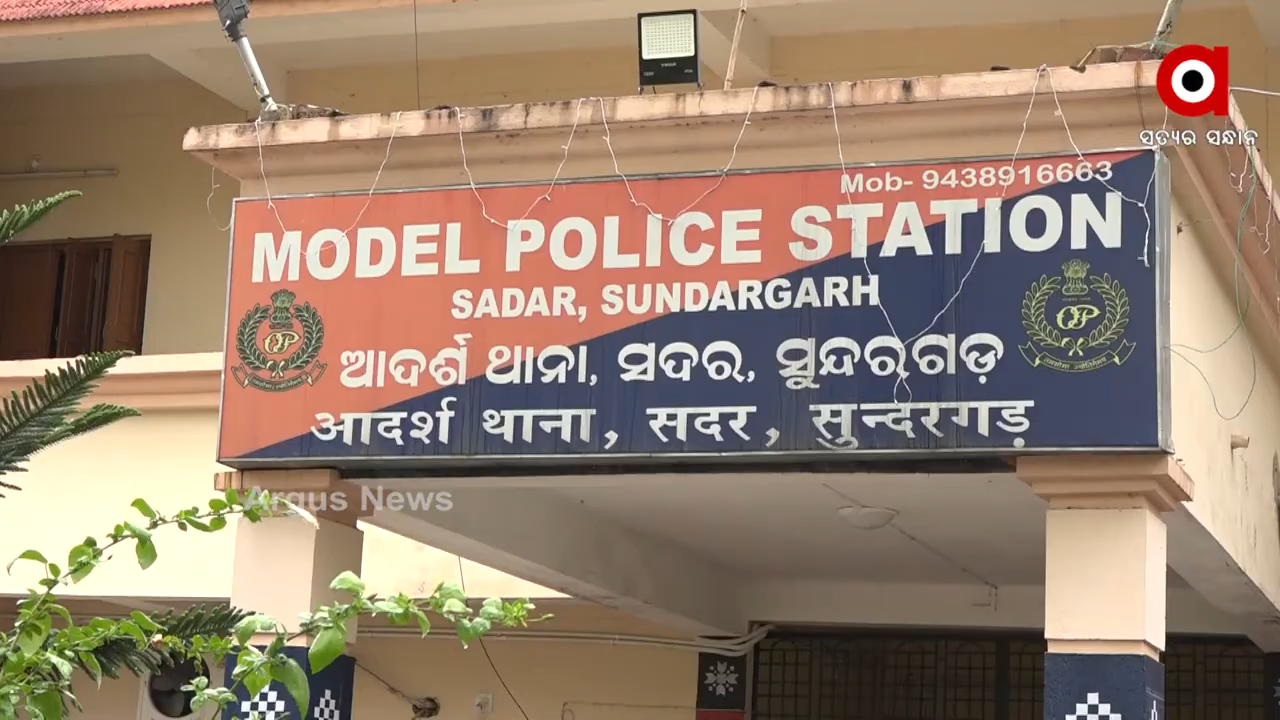 ସତ୍ୟର ସନ୍ଧାନ
Mob- 9438916663
MODEL POLICE STATION
SADAR, SUNDARGARH
ଆଦର୍ଶ ଥାନା, ସଦର, ସୁନ୍ଦରଗଡ଼
आदर्श थाना, सदर, सुन्दरगड़
Argus News